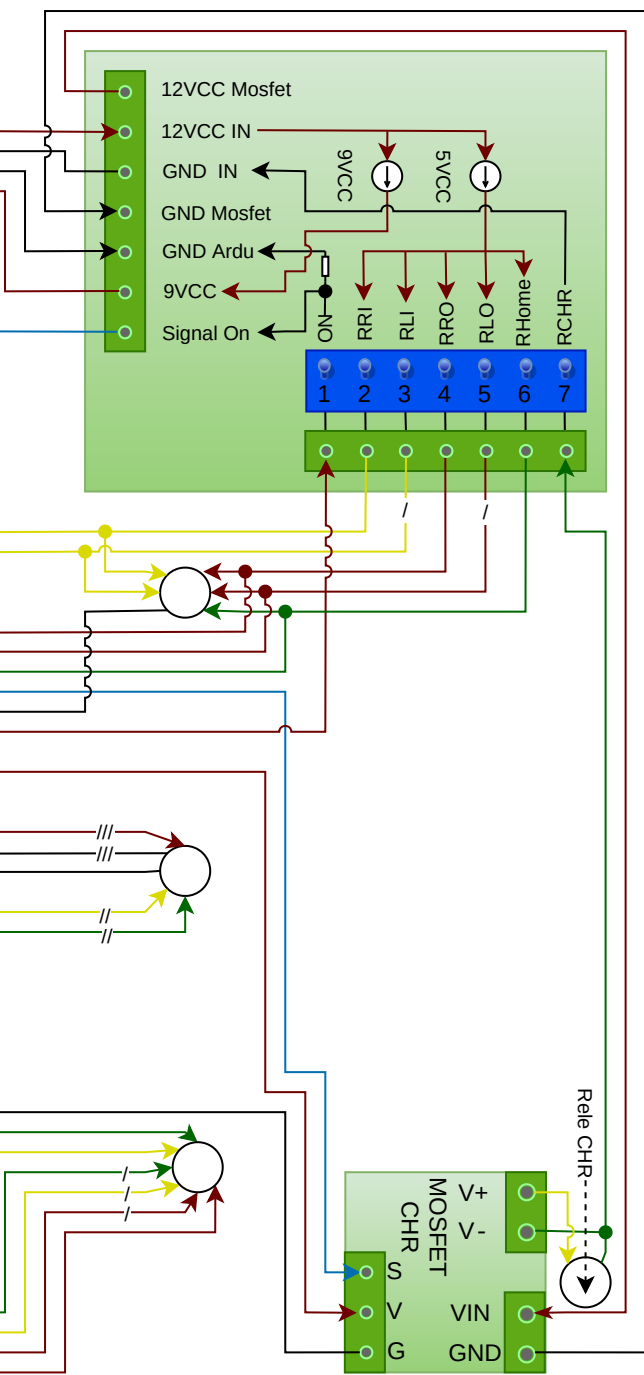 12VCC Mosfet
12VCC IN
GND IN
GND Mosfet
GND Ardu
9VCC
Signal On
9VCC
5VCC
ON
RRI
RLI
RRO
RLO
RHome
RCHR
1 2 3 4 5 6 7
/
/
///
///
//
//
/
/
/
Rele CHR
MOSFET
CHR
V+
V-
S
V
G
VIN
GND